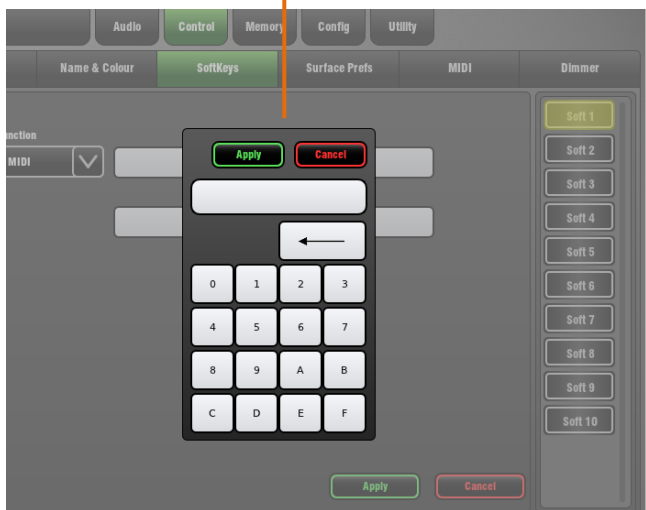 Audio Control Memory Config Utility
Name & Colour SoftKeys Surface Prefs MIDI Dimmer
Soft 1
Soft 2
Soft 3
Soft 4
Soft 5
Soft 6
Soft 7
Soft 8
Soft 9
Soft 10
MIDI
Apply Cancel
0 1 2 3
4 5 6 7
8 9 A B
C D E F
Apply Cancel